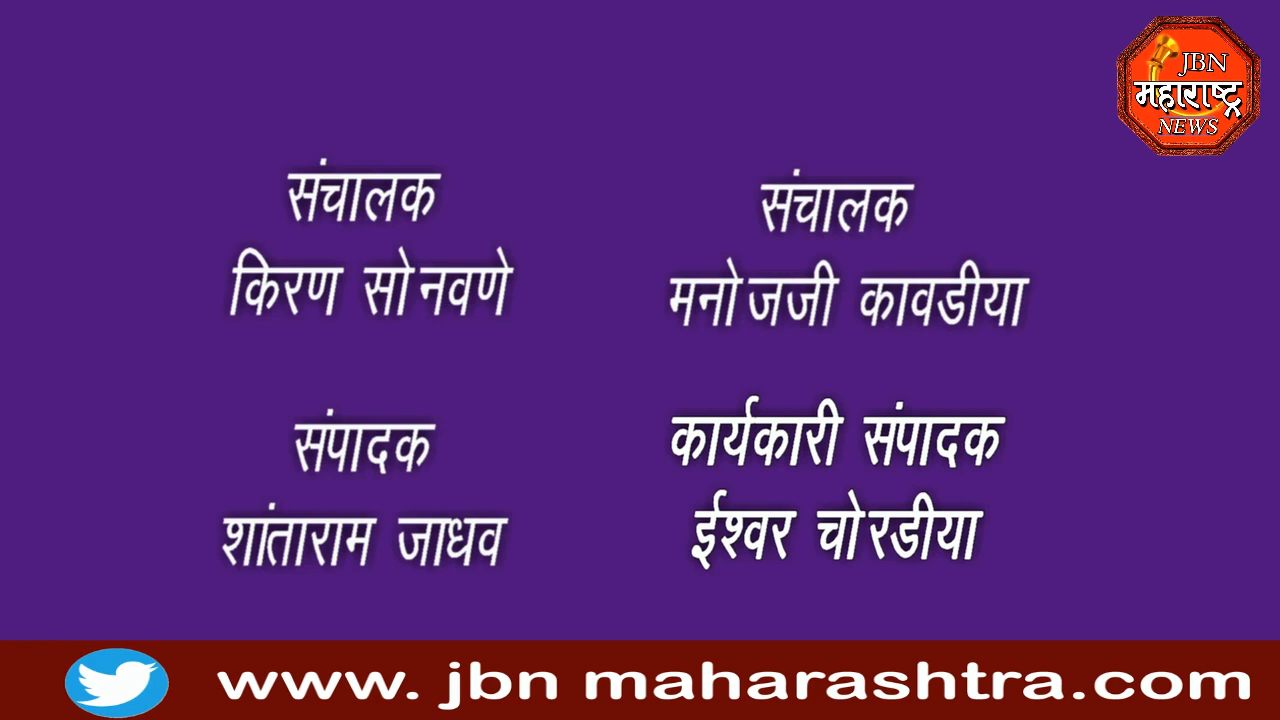 JBN
महाराष्ट्र
NEWS
संचालक
किरण सोनवणे
संचालक
मनोजजी कावडीया
संपादक
शांताराम जाधव
कार्यकारी संपादक
ईश्वर चोरडीया
www. jbn maharashtra.com